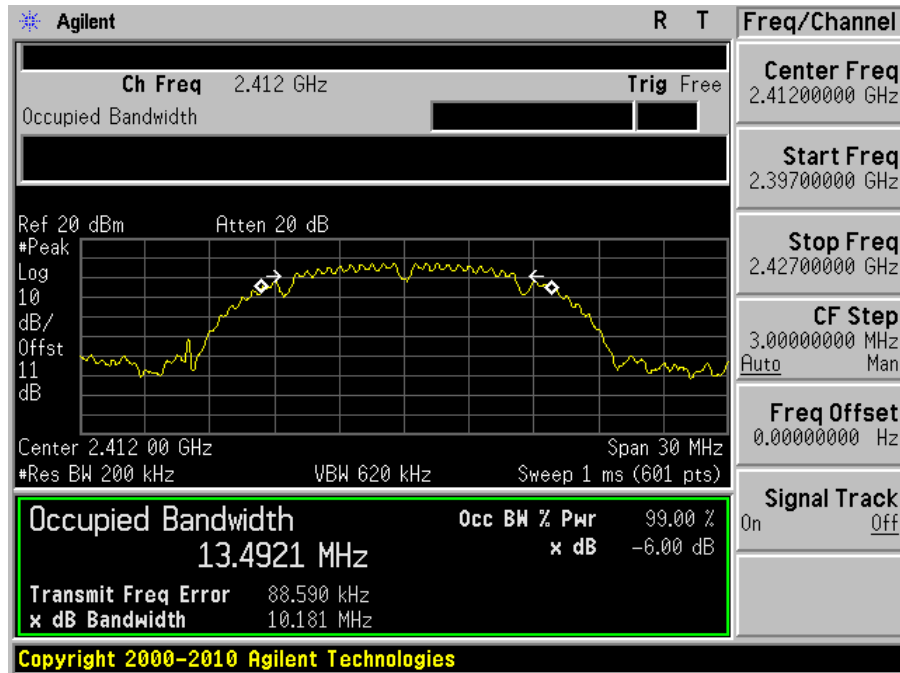 Agilent R T
Freq/Channel
Ch Freq 2.412 GHz Trig Free
Occupied Bandwidth
Center Freq
2.41200000 GHz
Start Freq
2.39700000 GHz
Stop Freq
2.42700000 GHz
CF Step
3.00000000 MHz
Auto Man
Freq Offset
0.00000000 Hz
Signal Track
On Off
Ref 20 dBm Atten 20 dB
#Peak
Log
10
dB/
Offst
11
dB
Center 2.412 00 GHz Span 30 MHz
#Res BW 200 kHz VBW 620 kHz Sweep 1 ms (601 pts)
Occupied Bandwidth Occ BW % Pwr 99.00 %
13.4921 MHz x dB -6.00 dB
Transmit Freq Error 88.590 kHz
x dB Bandwidth 10.181 MHz
Copyright 2000-2010 Agilent Technologies